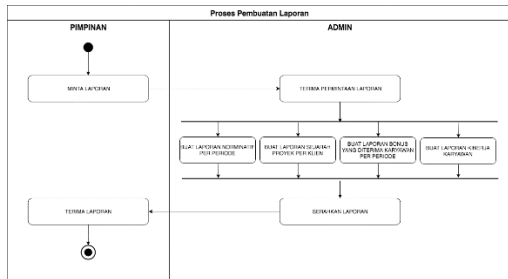 Proses Pembuatan Laporan
PIMPINAN
ADMIN
MINTA LAPORAN
TERIMA PERMINTAAN LAPORAN
BUAT LAPORAN NORMINATIF
PER PERIODE
BUAT LAPORAN SEJARAH
PROYEK PER KLIEN
BUAT LAPORAN BONUS
YANG DITERIMA KARYAWAN
PER PERIODE
BUAT LAPORAN KINERJA
KARYAWAN
TERIMA LAPORAN
SERAHKAN LAPORAN